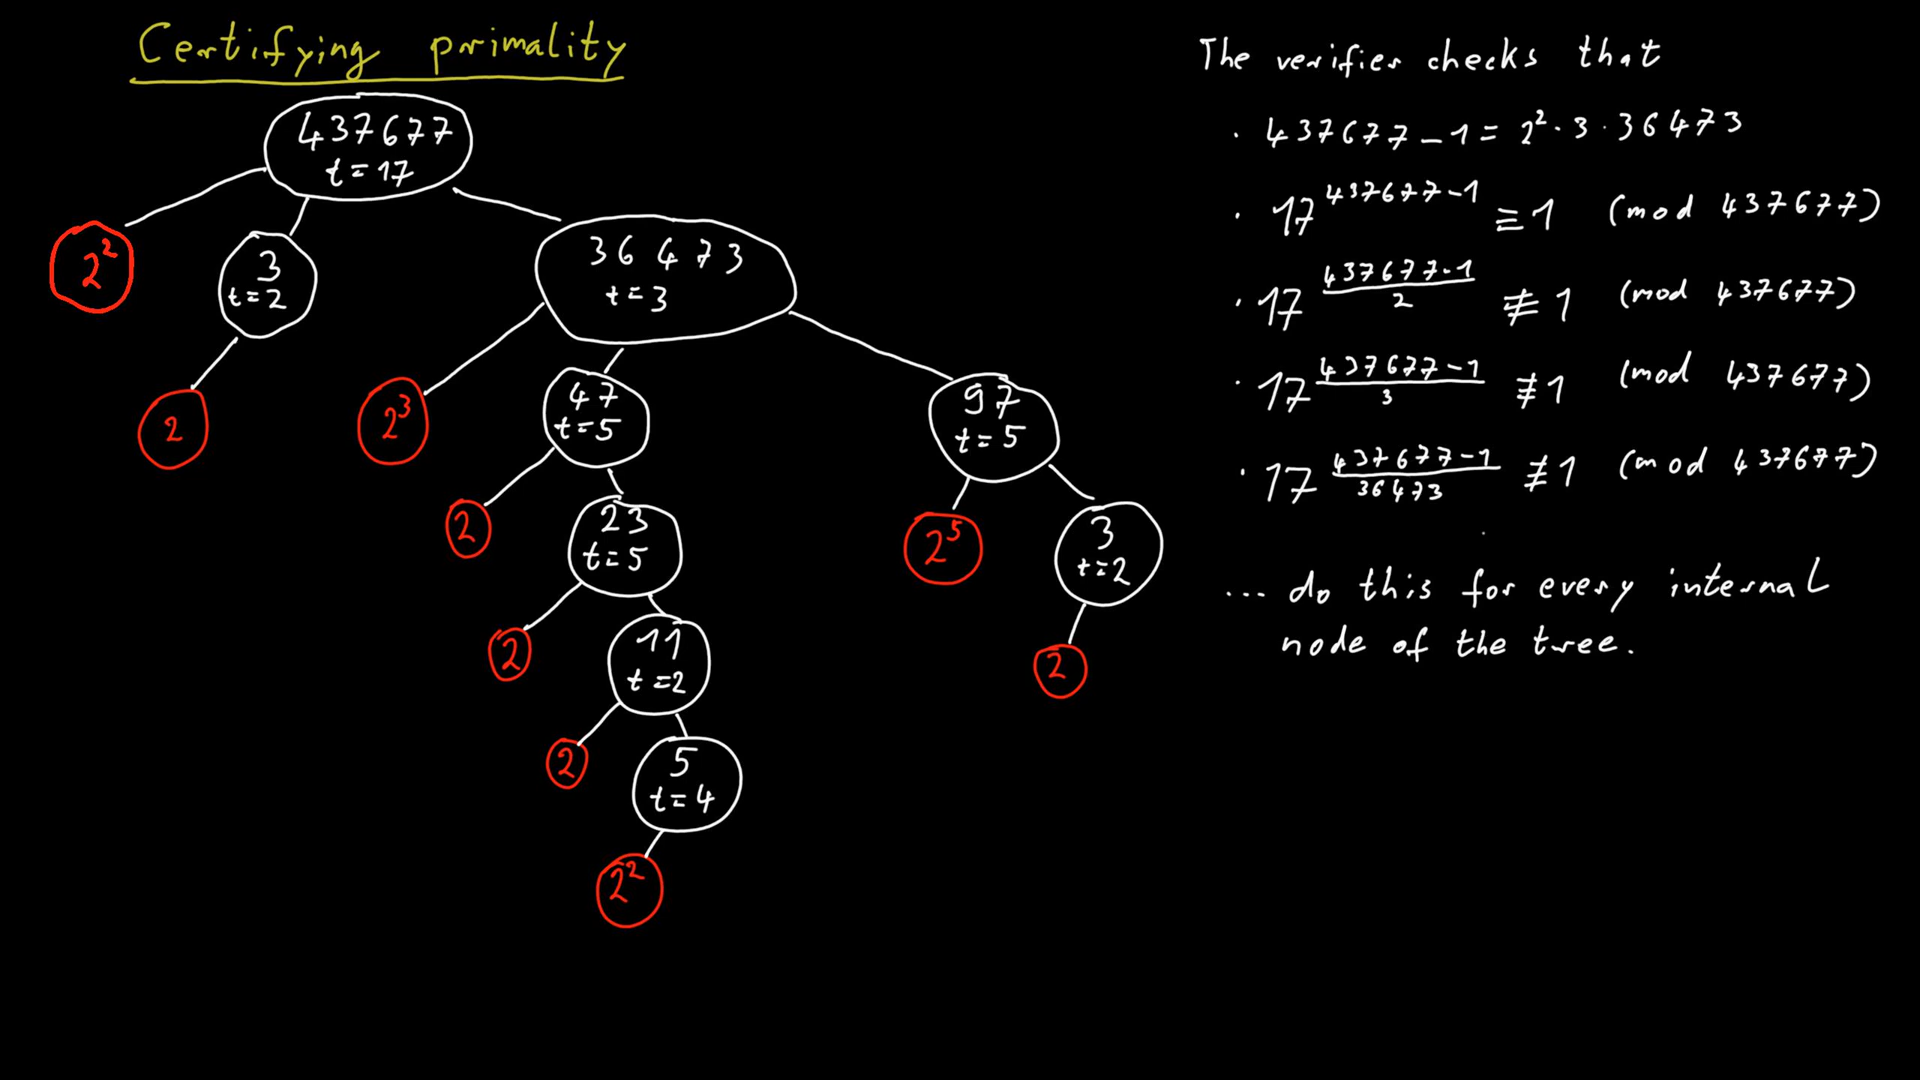 Certifying primality
437677
t=17
2²
3
t=2
36473
t=3
2
2³
47
t=5
97
t=5
2
23
t=5
2⁵
3
t=2
2
11
t=2
2
2
5
t=4
2²
The verifier checks that
· 437677-1 = 2²·3·36473
· 17^(437677-1) ≡ 1 (mod 437677)
· 17^((437677-1)/2) ≢ 1 (mod 437677)
· 17^((437677-1)/3) ≢ 1 (mod 437677)
· 17^((437677-1)/36473) ≢ 1 (mod 437677)
... do this for every internal
node of the tree.